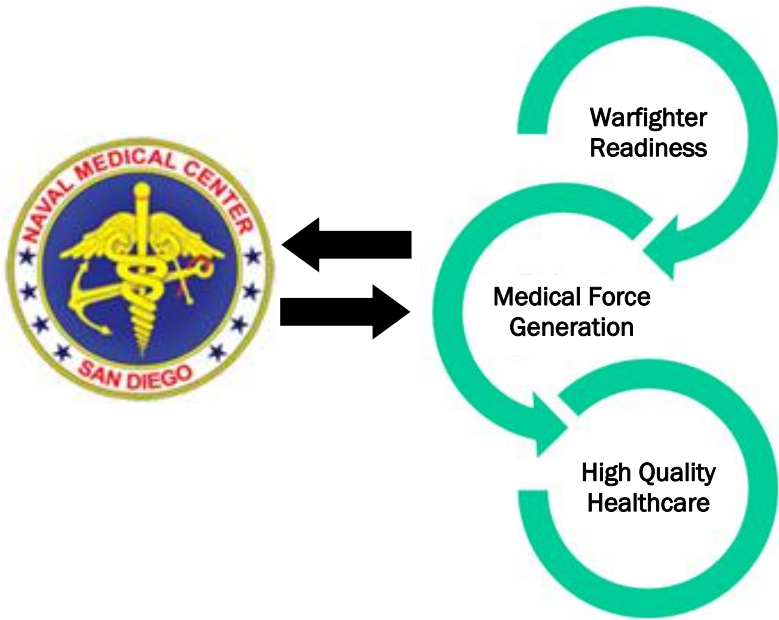 NAVAL MEDICAL CENTER
SAN DIEGO
Warfighter
Readiness
Medical Force
Generation
High Quality
Healthcare